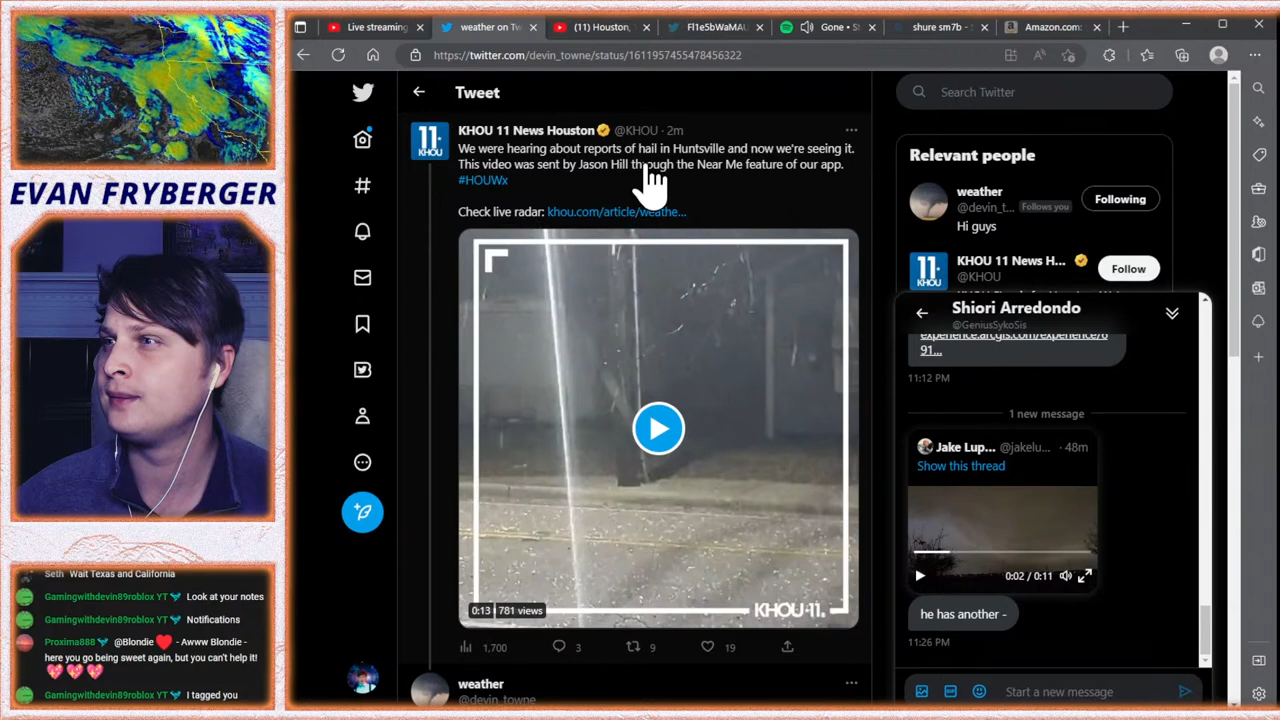 Live streaming
weather on Tw
(11) Houston,
Fl1e5bWaMAU
Gone • S
shure sm7b
Amazon.com:
https://twitter.com/devin_towne/status/1611957455478456322
EVAN FRYBERGER
Seth Wait Texas and California
Gamingwithdevin89roblox YT Look at your notes
Gamingwithdevin89roblox YT Notifications
Proxima888 @Blondie - Awww Blondie -
here you go being sweet again, but you can't help it!
Gamingwithdevin89roblox YT I tagged you
Tweet
KHOU 11 News Houston @KHOU · 2m
We were hearing about reports of hail in Huntsville and now we're seeing it.
This video was sent by Jason Hill through the Near Me feature of our app.
#HOUWx
Check live radar: khou.com/article/weathe...
11
KHOU
0:13 781 views
KHOU 11
1,700
3
9
19
weather
@devin_towne
Search Twitter
Relevant people
weather
@devin_t... Follows you
Following
Hi guys
11
KHOU
KHOU 11 News H...
@KHOU
Follow
Shiori Arredondo
@GeniusSykoSis
experience.arcgis.com/experience/6
91...
11:12 PM
1 new message
Jake Lup... @jakelu... · 48m
Show this thread
0:02 / 0:11
he has another -
11:26 PM
Start a new message